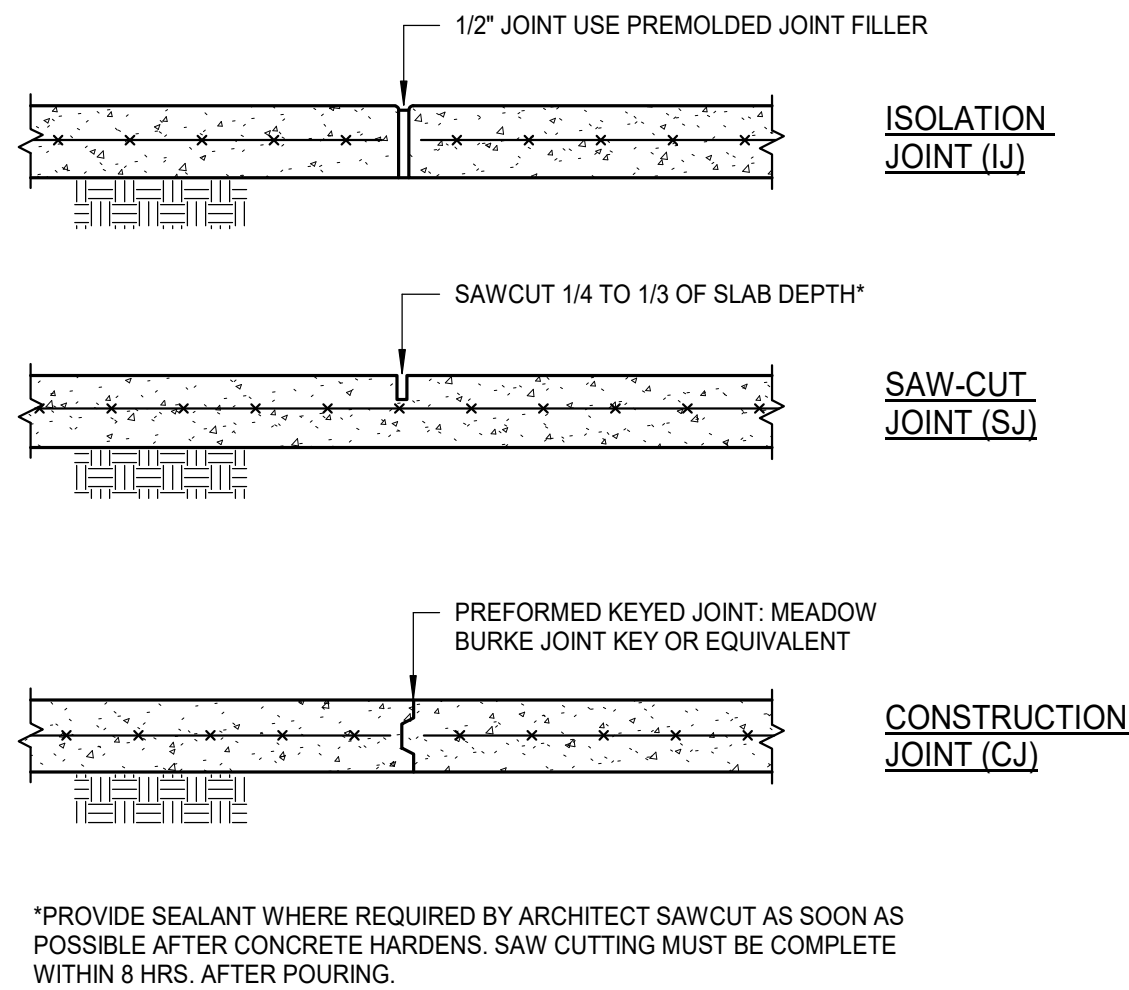 1/2" JOINT USE PREMOLDED JOINT FILLER
ISOLATION
JOINT (IJ)
SAWCUT 1/4 TO 1/3 OF SLAB DEPTH*
SAW-CUT
JOINT (SJ)
PREFORMED KEYED JOINT: MEADOW
BURKE JOINT KEY OR EQUIVALENT
CONSTRUCTION
JOINT (CJ)
*PROVIDE SEALANT WHERE REQUIRED BY ARCHITECT SAWCUT AS SOON AS
POSSIBLE AFTER CONCRETE HARDENS. SAW CUTTING MUST BE COMPLETE
WITHIN 8 HRS. AFTER POURING.